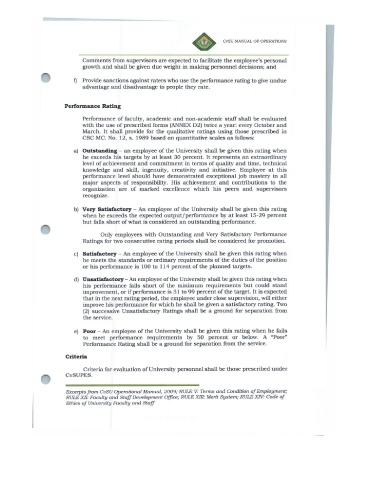 CVSU MANUAL OF OPERATIONS
Comments from supervisors are expected to facilitate the employee's personal
growth and shall be given due weight in making personnel decisions; and
f) Provide sanctions against raters who use the performance rating to give undue
advantage and disadvantage to people they rate.
Performance Rating
Performance of faculty, academic and non-academic staff shall be evaluated
with the use of prescribed forms (ANNEX D2) twice a year: every October and
March. It shall provide for the qualitative ratings using those prescribed in
CSC MC. No. 12, s. 1989 based on quantitative scales as follows:
a) Outstanding – an employee of the University shall be given this rating when
he exceeds his targets by at least 30 percent. It represents an extraordinary
level of achievement and commitment in terms of quality and time, technical
knowledge and skill, ingenuity, creativity and initiative. Employee at this
performance level should have demonstrated exceptional job mastery in all
major aspects of responsibility. His achievement and contributions to the
organization are of marked excellence which his peers and supervisors
recognize.
b) Very Satisfactory – An employee of the University shall be given this rating
when he exceeds the expected output/performance by at least 15-29 percent
but falls short of what is considered an outstanding performance.
Only employees with Outstanding and Very Satisfactory Performance
Ratings for two consecutive rating periods shall be considered for promotion.
c) Satisfactory – An employee of the University shall be given this rating when
he meets the standards or ordinary requirements of the duties of the position
or his performance is 100 to 114 percent of the planned targets.
d) Unsatisfactory – An employee of the University shall be given this rating when
his performance falls short of the minimum requirements but could stand
improvement, or if performance is 51 to 99 percent of the target. It is expected
that in the next rating period, the employee under close supervision, will either
improve his performance for which he shall be given a satisfactory rating. Two
(2) successive Unsatisfactory Ratings shall be a ground for separation from
the service.
e) Poor – An employee of the University shall be given this rating when he fails
to meet performance requirements by 50 percent or below. A "Poor"
Performance Rating shall be a ground for separation from the service.
Criteria
Criteria for evaluation of University personnel shall be those prescribed under
CvSUPES.
Excerpts from CvSU Operational Manual, 2009; RULE V: Terms and Condition of Employment;
RULE XII: Faculty and Staff Development Office; RULE XIII: Merit System; RULE XIV: Code of
Ethics of University Faculty and Staff